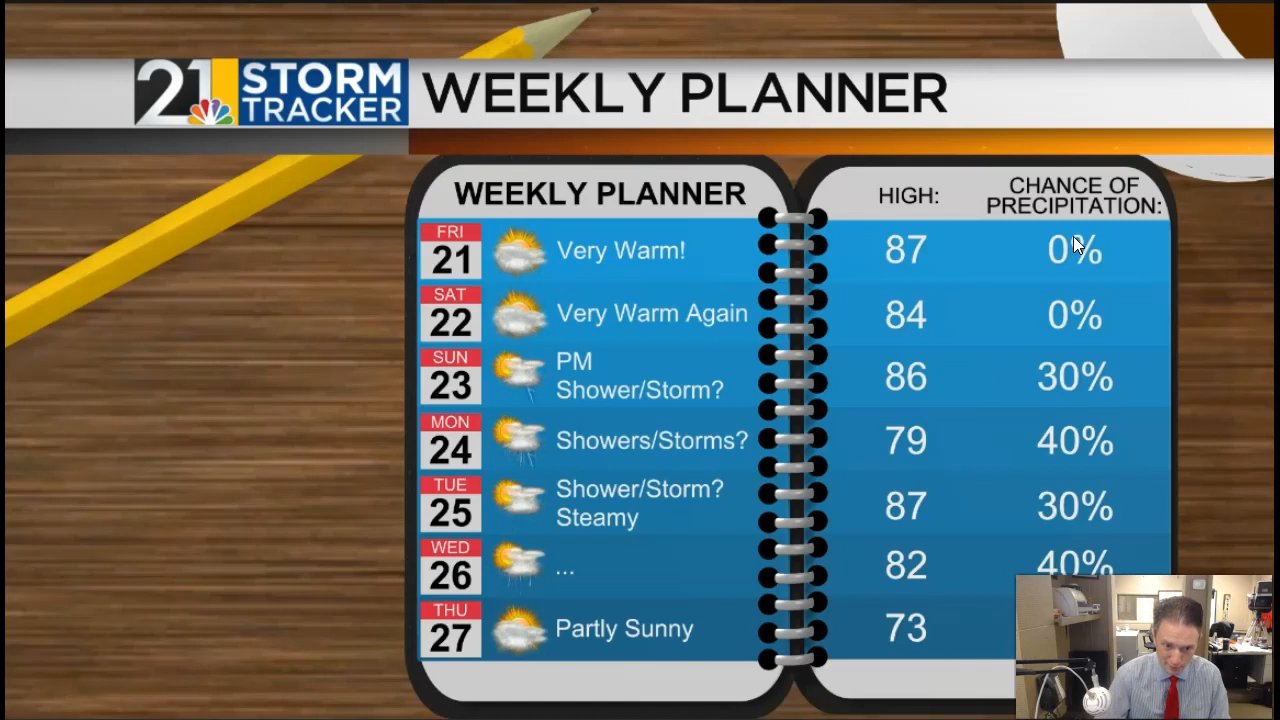 21 STORM
TRACKER
WEEKLY PLANNER
WEEKLY PLANNER
HIGH:
CHANCE OF
PRECIPITATION:
FRI
21
Very Warm!
87
0%
SAT
22
Very Warm Again
84
0%
SUN
23
PM
Shower/Storm?
86
30%
MON
24
Showers/Storms?
79
40%
TUE
25
Shower/Storm?
Steamy
87
30%
WED
26
...
82
40%
THU
27
Partly Sunny
73